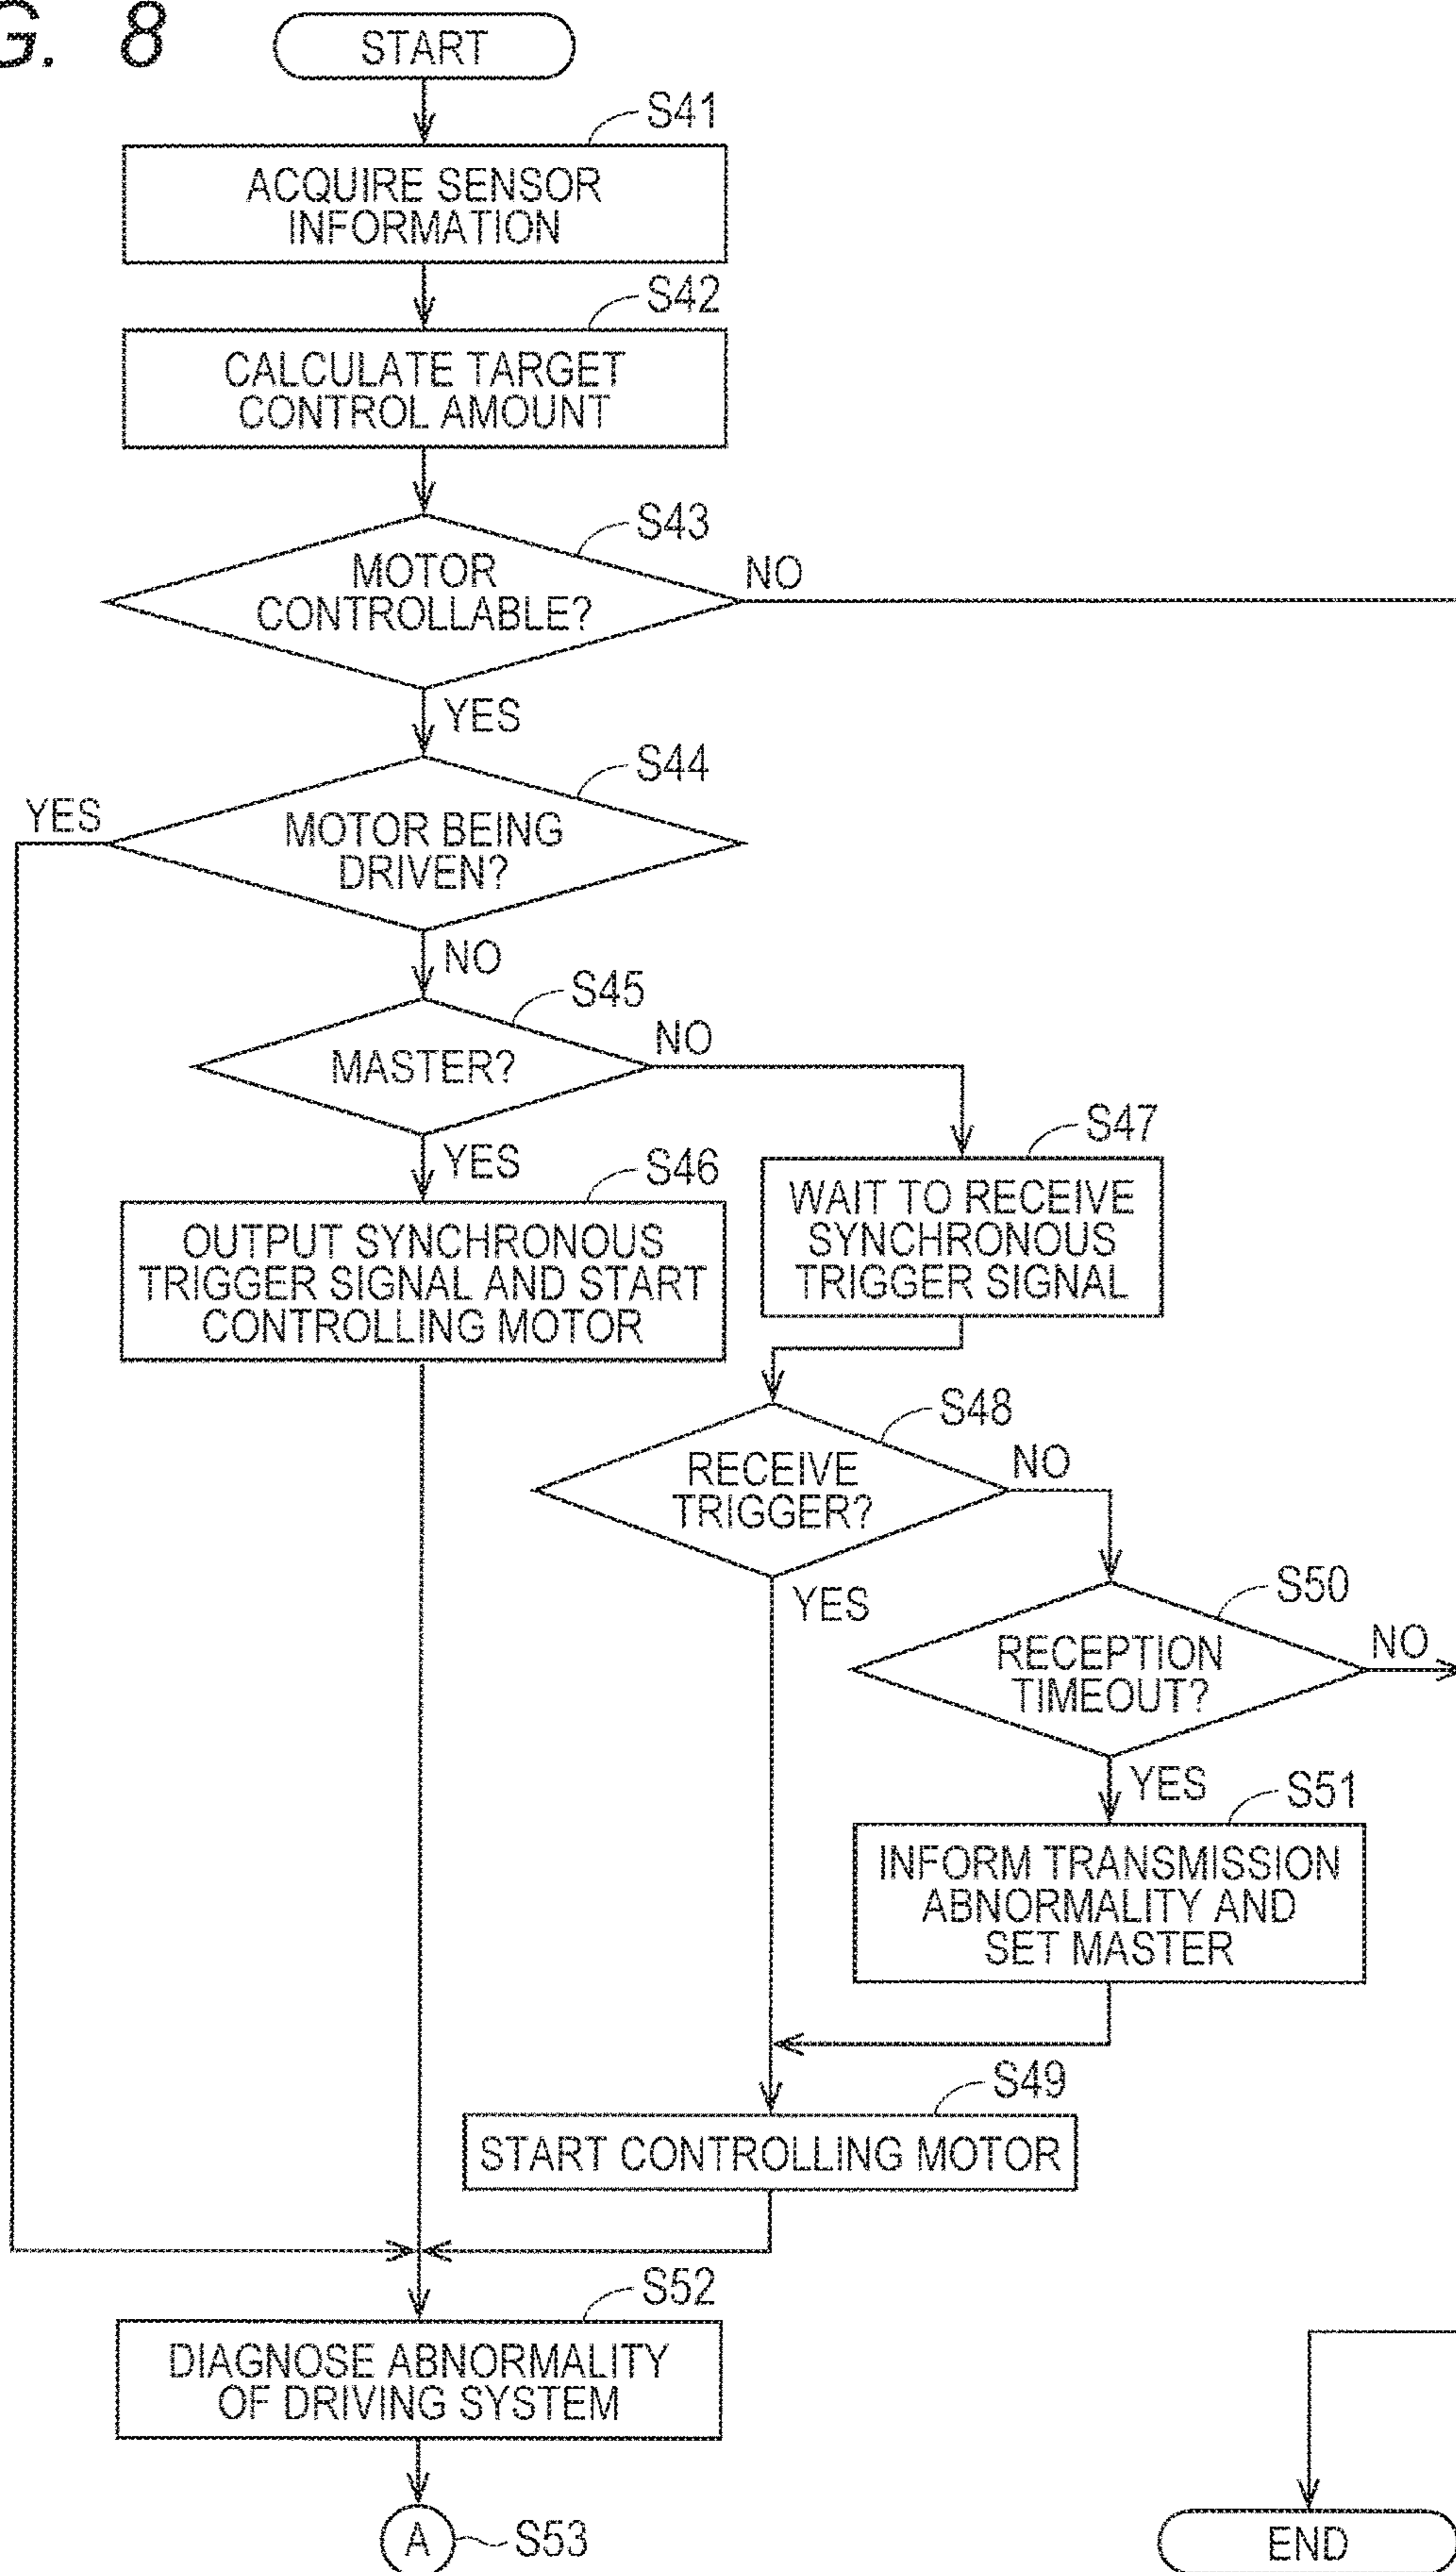 G. 8
START
S41
ACQUIRE SENSOR
INFORMATION
S42
CALCULATE TARGET
CONTROL AMOUNT
S43
MOTOR
CONTROLLABLE?
NO
YES
S44
YES
MOTOR BEING
DRIVEN?
NO
S45
MASTER?
NO
YES
S46
OUTPUT SYNCHRONOUS
TRIGGER SIGNAL AND START
CONTROLLING MOTOR
S47
WAIT TO RECEIVE
SYNCHRONOUS
TRIGGER SIGNAL
S48
RECEIVE
TRIGGER?
NO
YES
S50
RECEPTION
TIMEOUT?
NO
YES
S51
INFORM TRANSMISSION
ABNORMALITY AND
SET MASTER
S49
START CONTROLLING MOTOR
S52
DIAGNOSE ABNORMALITY
OF DRIVING SYSTEM
A
S53
END